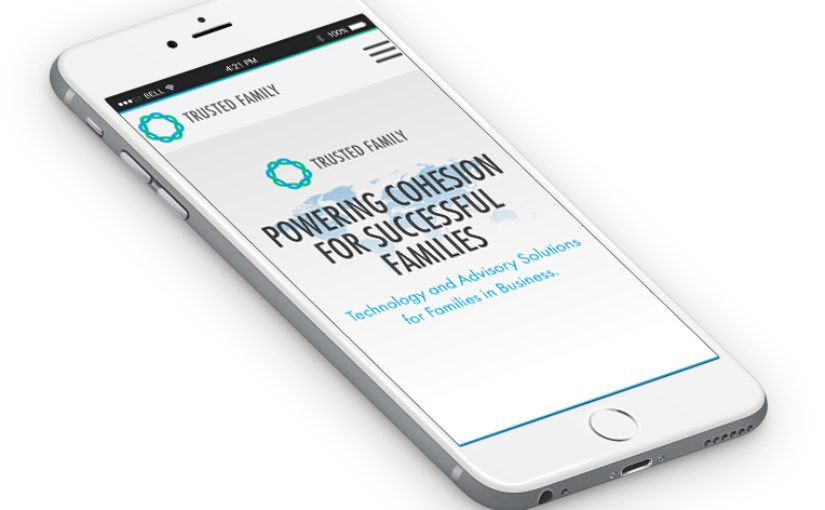 BELL
4:21 PM
100%
TRUSTED FAMILY
TRUSTED FAMILY
POWERING COHESION
FOR SUCCESSFUL
FAMILIES
Technology and Advisory Solutions
for Families in Business.